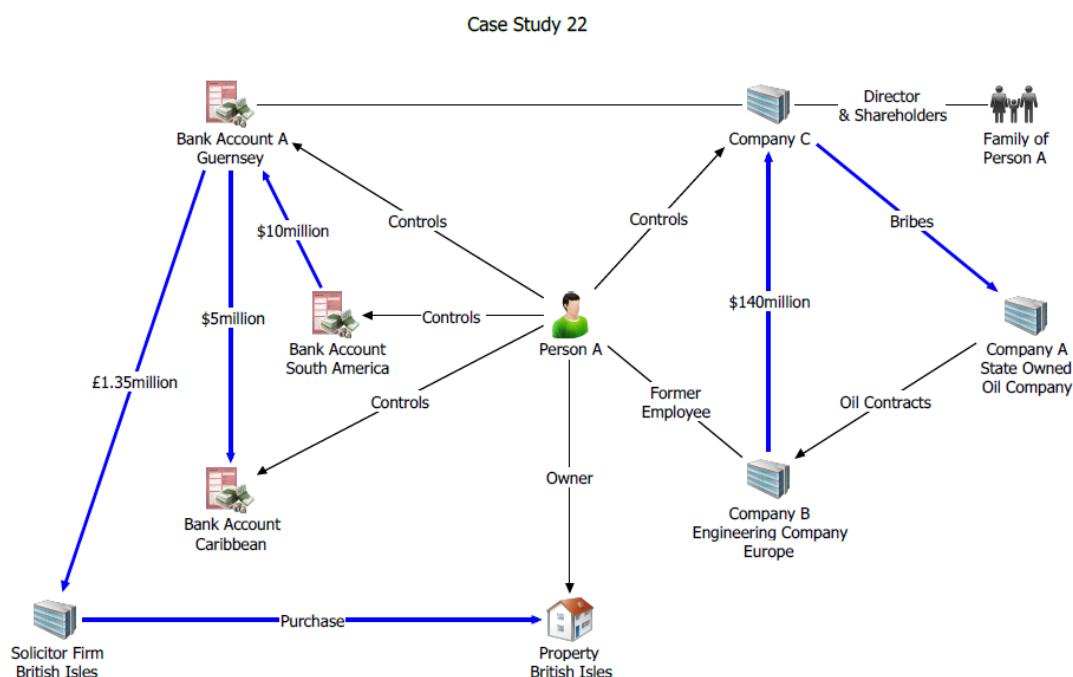 Case Study 22
Bank Account A
Guernsey
Company C
Director
& Shareholders
Family of
Person A
Controls
$10million
Controls
Bribes
$5million
Bank Account
South America
Controls
Person A
$140million
Company A
State Owned
Oil Company
£1.35million
Controls
Former
Employee
Oil Contracts
Bank Account
Caribbean
Owner
Company B
Engineering Company
Europe
Solicitor Firm
British Isles
Purchase
Property
British Isles